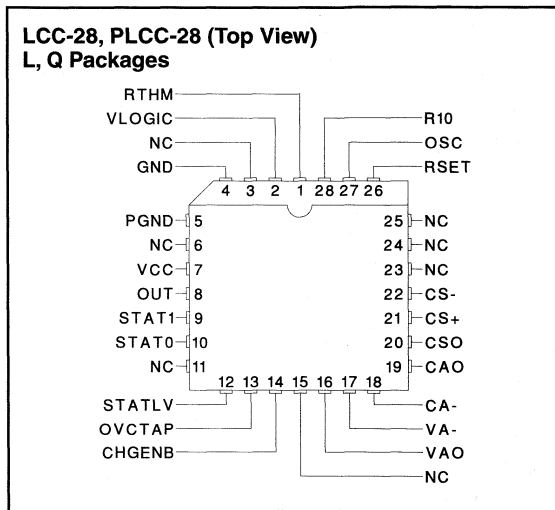 LCC-28, PLCC-28 (Top View)
L, Q Packages
RTHM
VLOGIC
NC
GND
R10
OSC
RSET
4 3 2 1 28 27 26
PGND 5
NC 6
VCC 7
OUT 8
STAT1 9
STAT0 10
NC 11
25 NC
24 NC
23 NC
22 CS-
21 CS+
20 CSO
19 CAO
12 13 14 15 16 17 18
STATLV
OVCTAP
CHGENB
CA-
VA-
VAO
NC